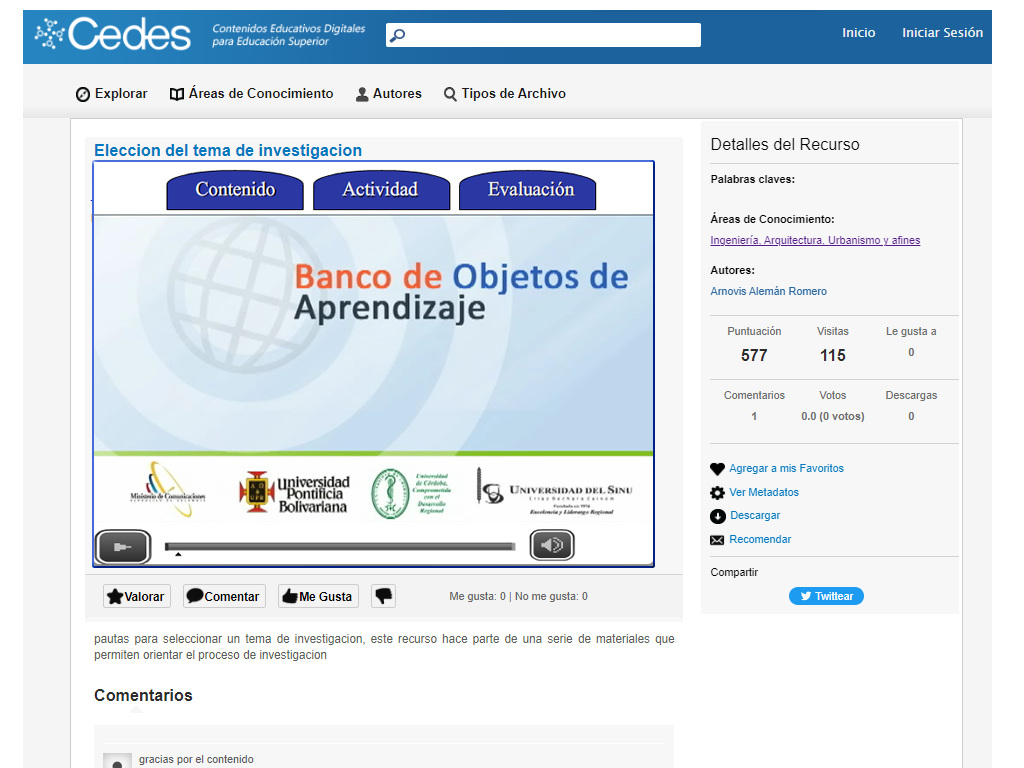 Cedes
Contenidos Educativos Digitales
para Educación Superior
Inicio
Iniciar Sesión
Explorar
Áreas de Conocimiento
Autores
Tipos de Archivo
Eleccion del tema de investigacion
Contenido
Actividad
Evaluación
Banco de Objetos de
Aprendizaje
Ministerio de Comunicaciones
Universidad
Pontificia
Bolivariana
Universidad
de Córdoba,
Comprometida
con el
Desarrollo
Regional
UNIVERSIDAD DEL SINU
Elías Bechara Zainúm
Fundada en 1974
Excelencia y Liderazgo Regional
Valorar
Comentar
Me Gusta
Me gusta: 0 | No me gusta: 0
pautas para seleccionar un tema de investigacion, este recurso hace parte de una serie de materiales que
permiten orientar el proceso de investigacion
Comentarios
gracias por el contenido
Detalles del Recurso
Palabras claves:
Áreas de Conocimiento:
Ingeniería, Arquitectura, Urbanismo y afines
Autores:
Arnovis Alemán Romero
Puntuación
Visitas
Le gusta a
577
115
0
Comentarios
Votos
Descargas
1
0.0 (0 votos)
0
Agregar a mis Favoritos
Ver Metadatos
Descargar
Recomendar
Compartir
Twittear